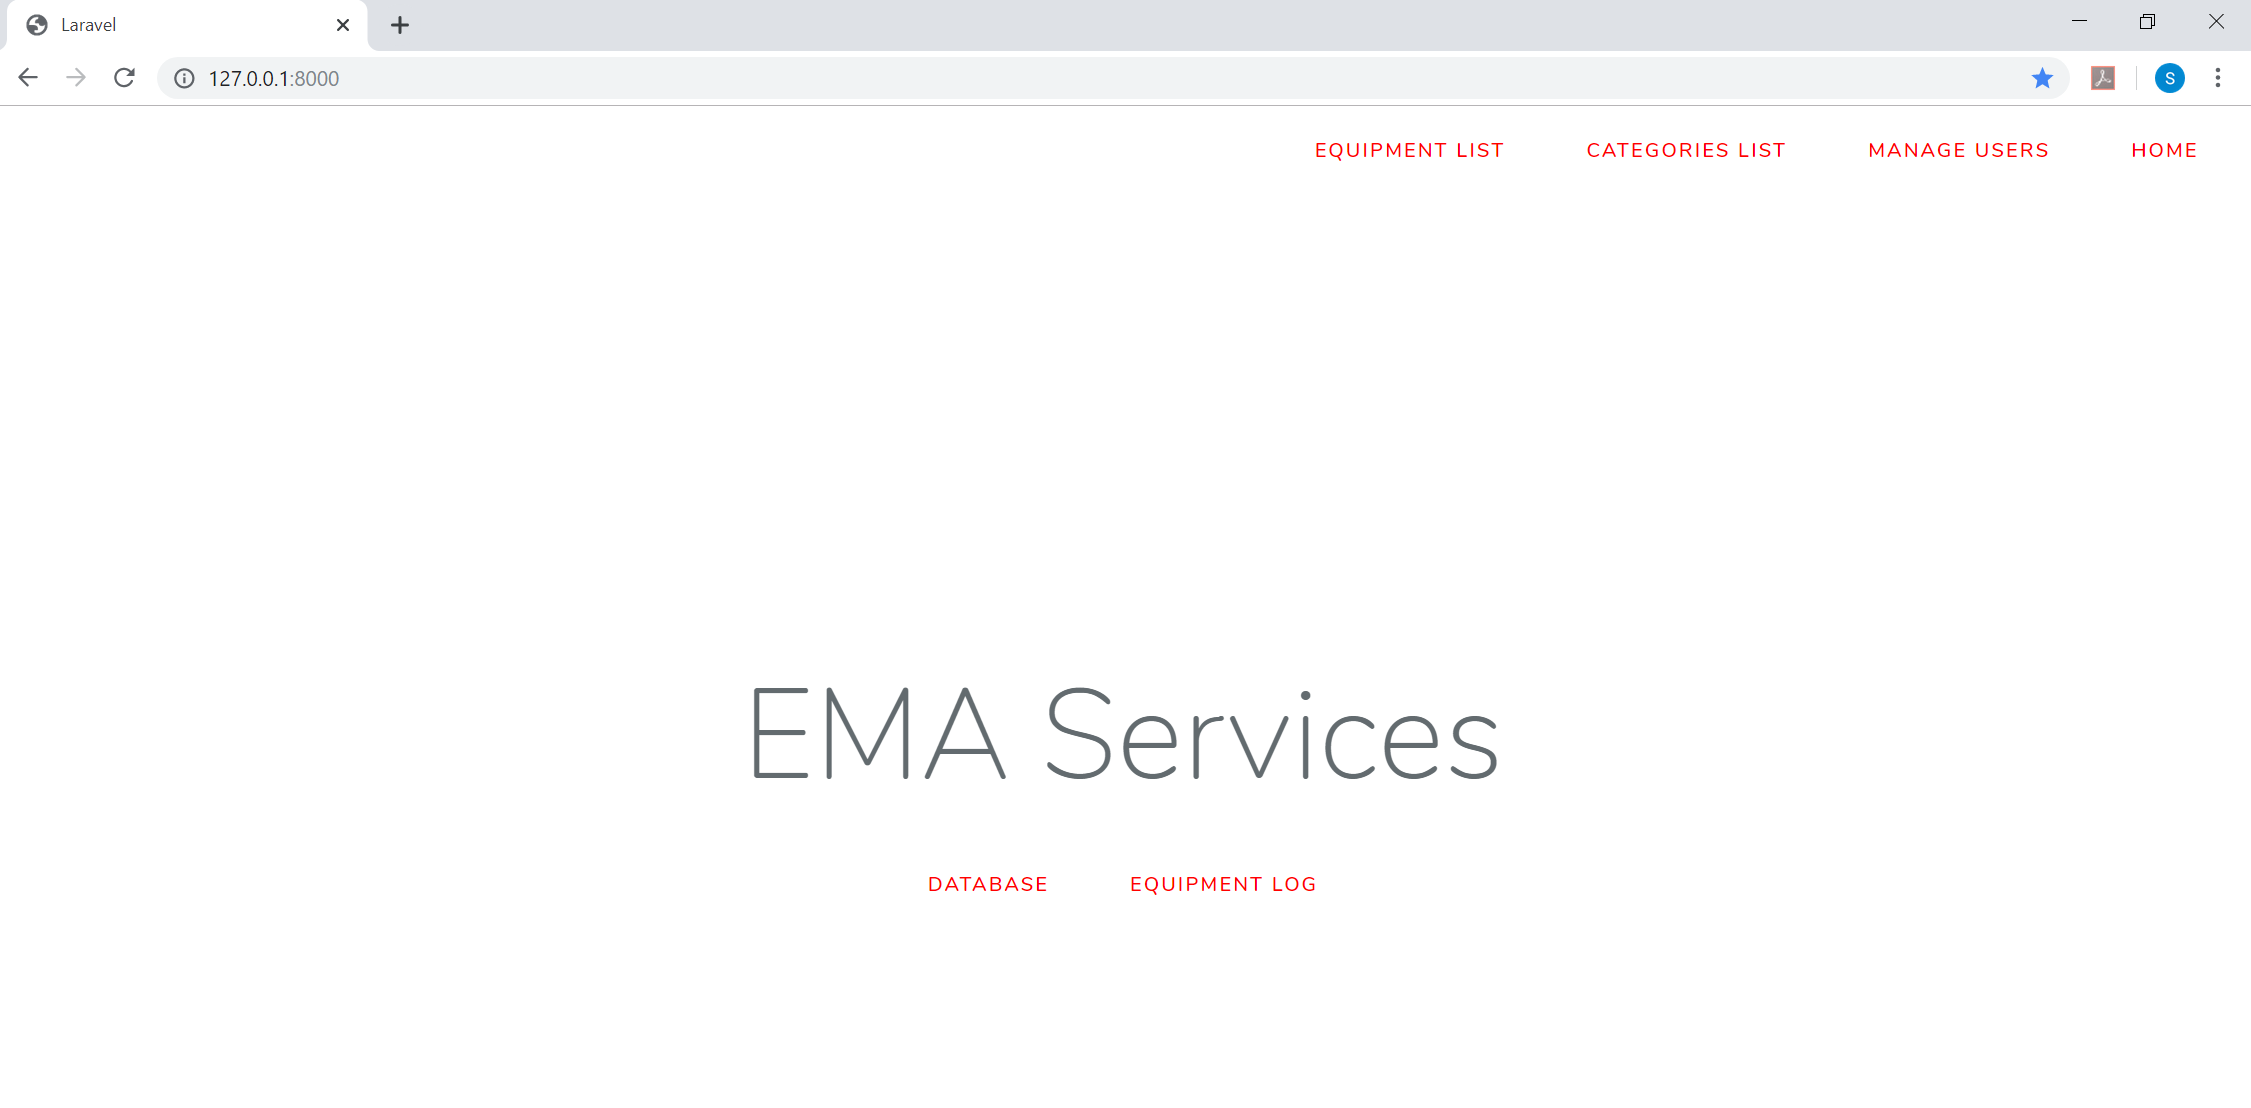 Laravel
127.0.0.1:8000
S
EQUIPMENT LIST CATEGORIES LIST MANAGE USERS HOME
EMA Services
DATABASE EQUIPMENT LOG